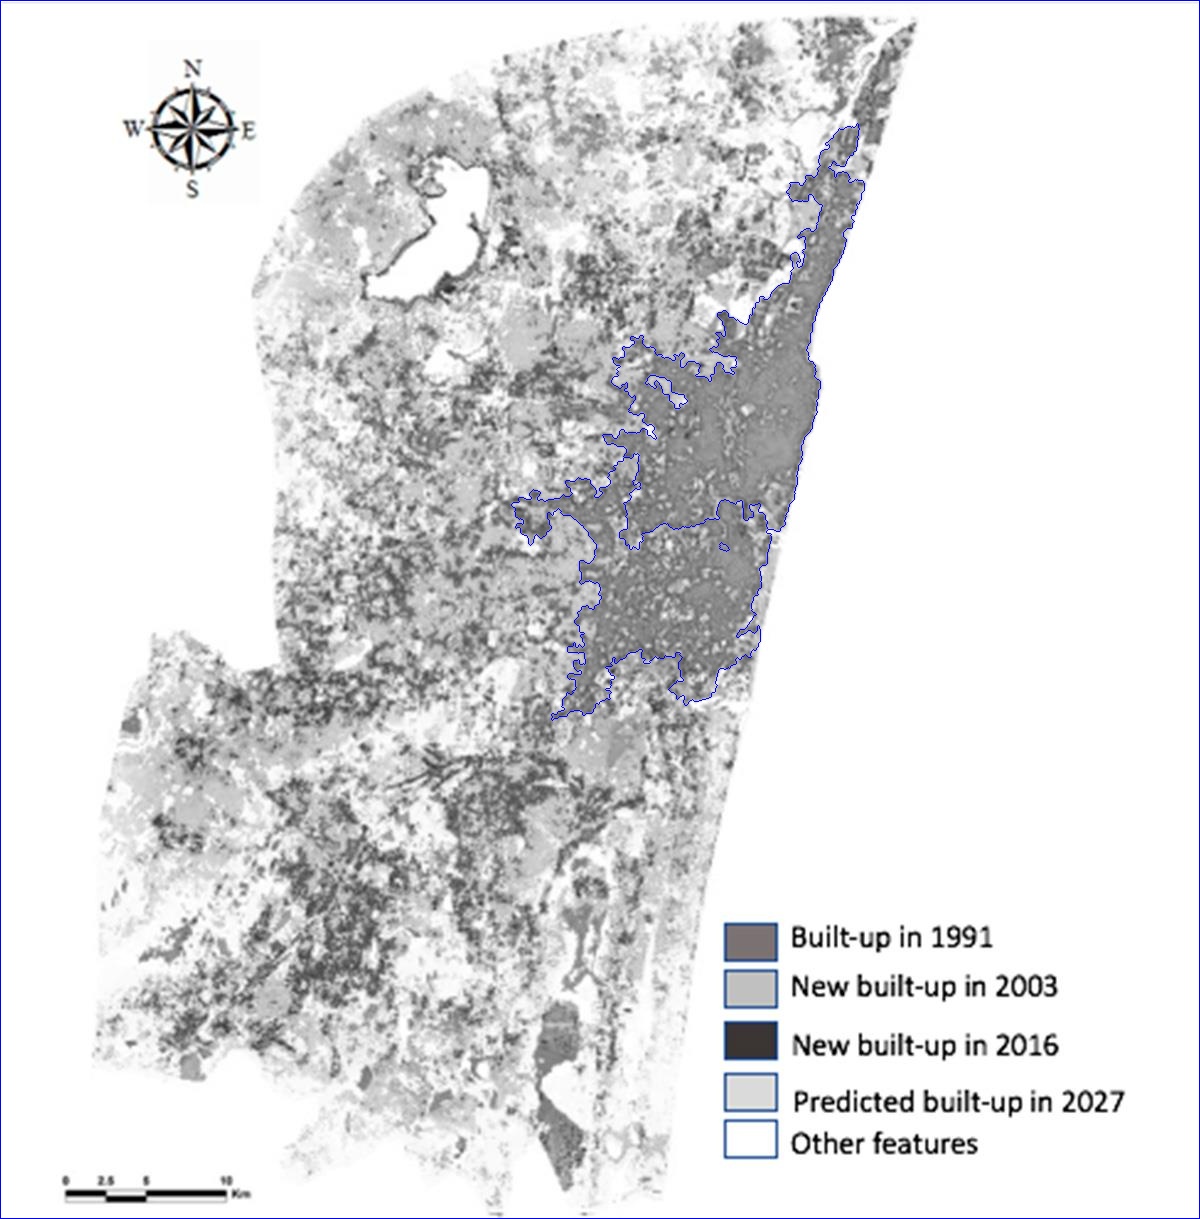 N
W E
S
Built-up in 1991
New built-up in 2003
New built-up in 2016
Predicted built-up in 2027
Other features
0 2.5 5 10
Km